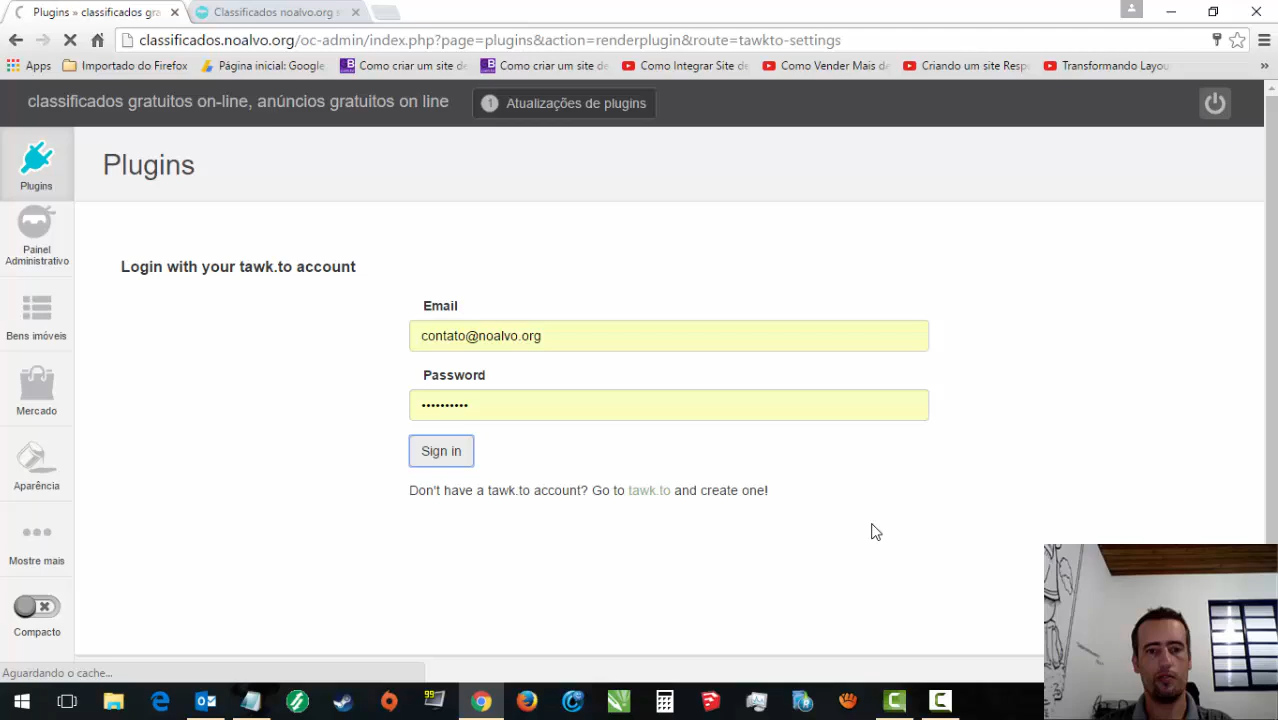 Plugins » classificados gra
Classificados noalvo.org s
classificados.noalvo.org/oc-admin/index.php?page=plugins&action=renderplugin&route=tawkto-settings
Apps
Importado do Firefox
Página inicial: Google
Como criar um site de
Como criar um site de
Como Integrar Site de
Como Vender Mais de
Criando um site Resp
Transformando Layou
»
classificados gratuitos on-line, anúncios gratuitos on line
1 Atualizações de plugins
Plugins
Plugins
Painel
Administrativo
Bens imóveis
Mercado
Aparência
Mostre mais
Compacto
Login with your tawk.to account
Email
contato@noalvo.org
Password
••••••••••
Sign in
Don't have a tawk.to account? Go to tawk.to and create one!
Aguardando o cache...
99